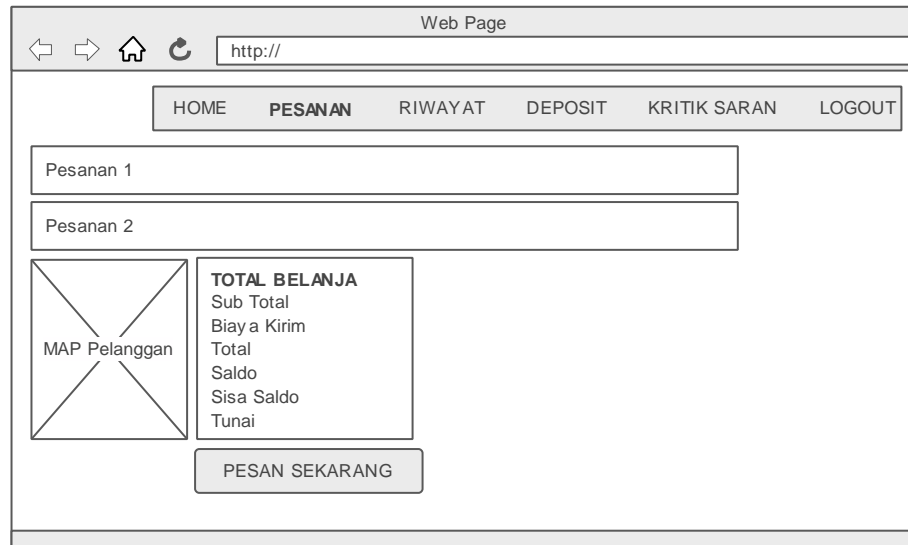 Web Page
http://
HOME PESANAN RIWAYAT DEPOSIT KRITIK SARAN LOGOUT
Pesanan 1
Pesanan 2
MAP Pelanggan
TOTAL BELANJA
Sub Total
Biaya Kirim
Total
Saldo
Sisa Saldo
Tunai
PESAN SEKARANG